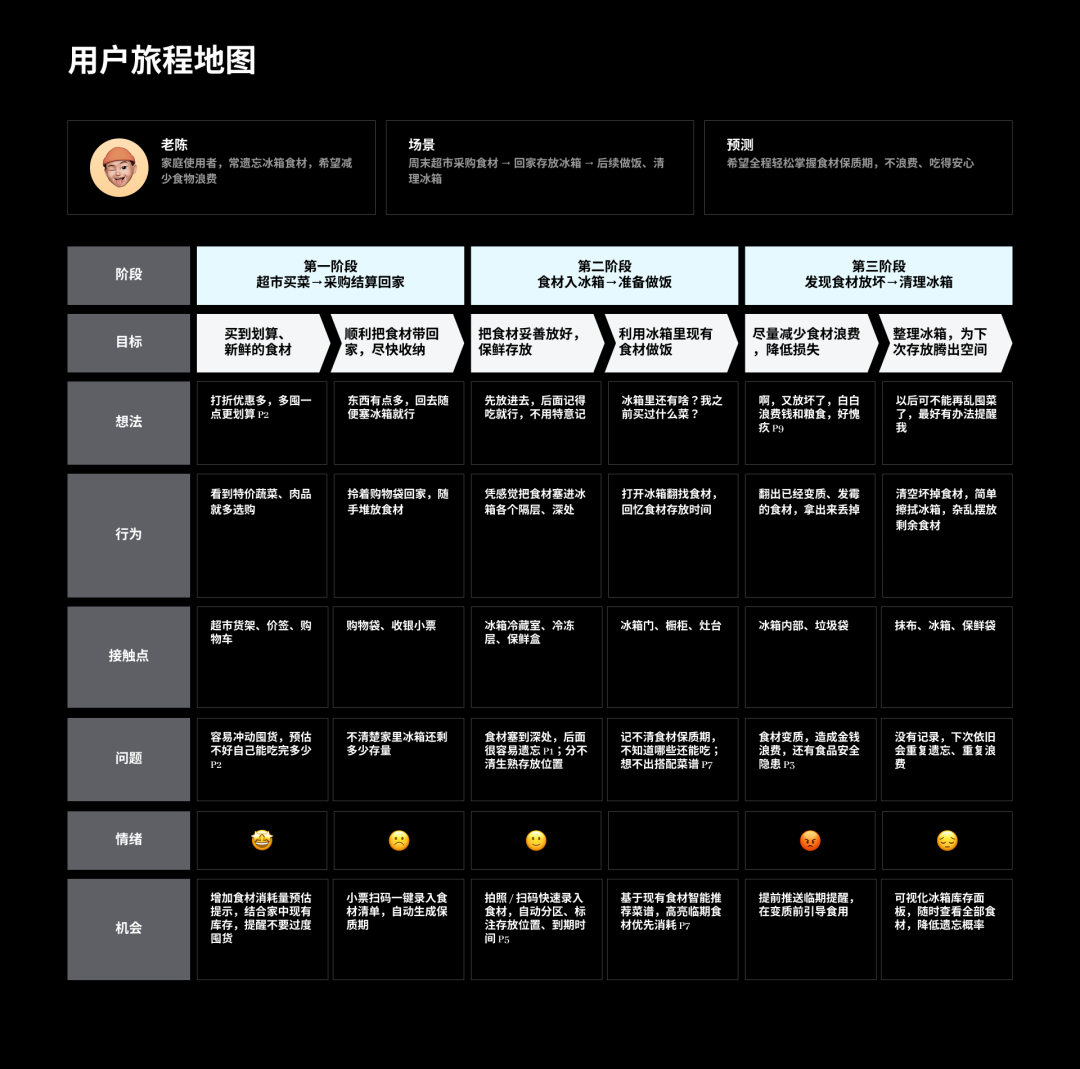 用户旅程地图
老陈
家庭使用者，常遗忘冰箱食材，希望减
少食物浪费
场景
周末超市采购食材 → 回家存放冰箱 → 后续做饭、清
理冰箱
预测
希望全程轻松掌握食材保质期，不浪费、吃得安心
阶段
第一阶段
超市买菜→采购结算回家
第二阶段
食材入冰箱→准备做饭
第三阶段
发现食材放坏→清理冰箱
目标
买到划算、
新鲜的食材
顺利把食材带回
家，尽快收纳
把食材妥善放好，
保鲜存放
利用冰箱里现有
食材做饭
尽量减少食材浪费
，降低损失
整理冰箱，为下
次存放腾出空间
想法
打折优惠多，多囤一
点更划算 P2
东西有点多，回去随
便塞冰箱就行
先放进去，后面记得
吃就行，不用特意记
冰箱里还有啥？我之
前买过什么菜？
啊，又放坏了，白白
浪费钱和粮食，好愧
疚 P9
以后可不能再乱囤菜
了，最好有办法提醒
我
行为
看到特价蔬菜、肉品
就多选购
拎着购物袋回家，随
手堆放食材
凭感觉把食材塞进冰
箱各个隔层、深处
打开冰箱翻找食材，
回忆食材存放时间
翻出已经变质、发霉
的食材，拿出来丢掉
清空坏掉食材，简单
擦拭冰箱，杂乱摆放
剩余食材
接触点
超市货架、价签、购
物车
购物袋、收银小票
冰箱冷藏室、冷冻
层、保鲜盒
冰箱门、橱柜、灶台
冰箱内部、垃圾袋
抹布、冰箱、保鲜袋
问题
容易冲动囤货，预估
不好自己能吃完多少
P2
不清楚家里冰箱还剩
多少存量
食材塞到深处，后面
很容易遗忘 P1；分不
清生熟存放位置
记不清食材保质期，
不知道哪些还能吃；
想不出搭配菜谱 P7
食材变质，造成金钱
浪费，还有食品安全
隐患 P3
没有记录，下次依旧
会重复遗忘、重复浪
费
情绪
机会
增加食材消耗量预估
提示，结合家中现有
库存，提醒不要过度
囤货
小票扫码一键录入食
材清单，自动生成保
质期
拍照 / 扫码快速录入
食材，自动分区、标
注存放位置、到期时
间 P5
基于现有食材智能推
荐菜谱，高亮临期食
材优先消耗 P7
提前推送临期提醒，
在变质前引导食用
可视化冰箱库存面
板，随时查看全部食
材，降低遗忘概率